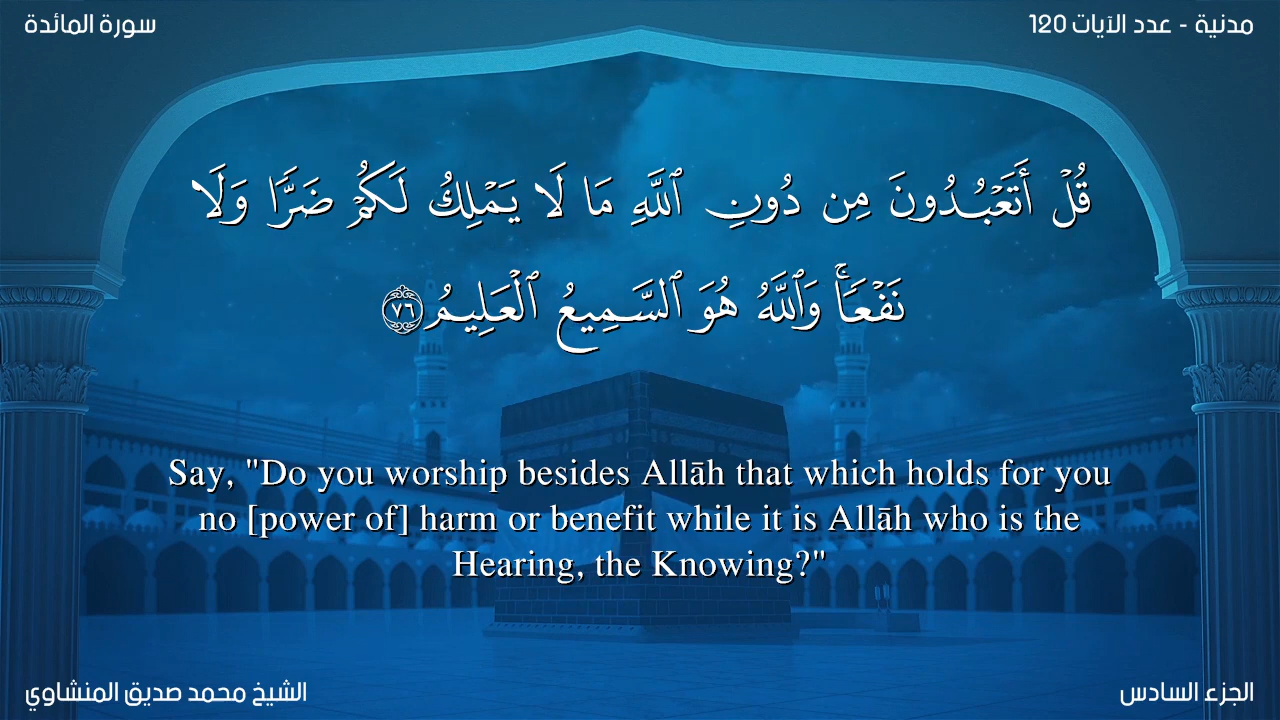 مدنية - عدد الآيات 120
سورة المائدة
قُلْ أَتَعْبُدُونَ مِن دُونِ ٱللَّهِ مَا لَا يَمْلِكُ لَكُمْ ضَرًّا وَلَا
نَفْعًا ۚ وَٱللَّهُ هُوَ ٱلسَّمِيعُ ٱلْعَلِيمُ ٧٦
Say, "Do you worship besides Allāh that which holds for you
no [power of] harm or benefit while it is Allāh who is the
Hearing, the Knowing?"
الجزء السادس
الشيخ محمد صديق المنشاوي